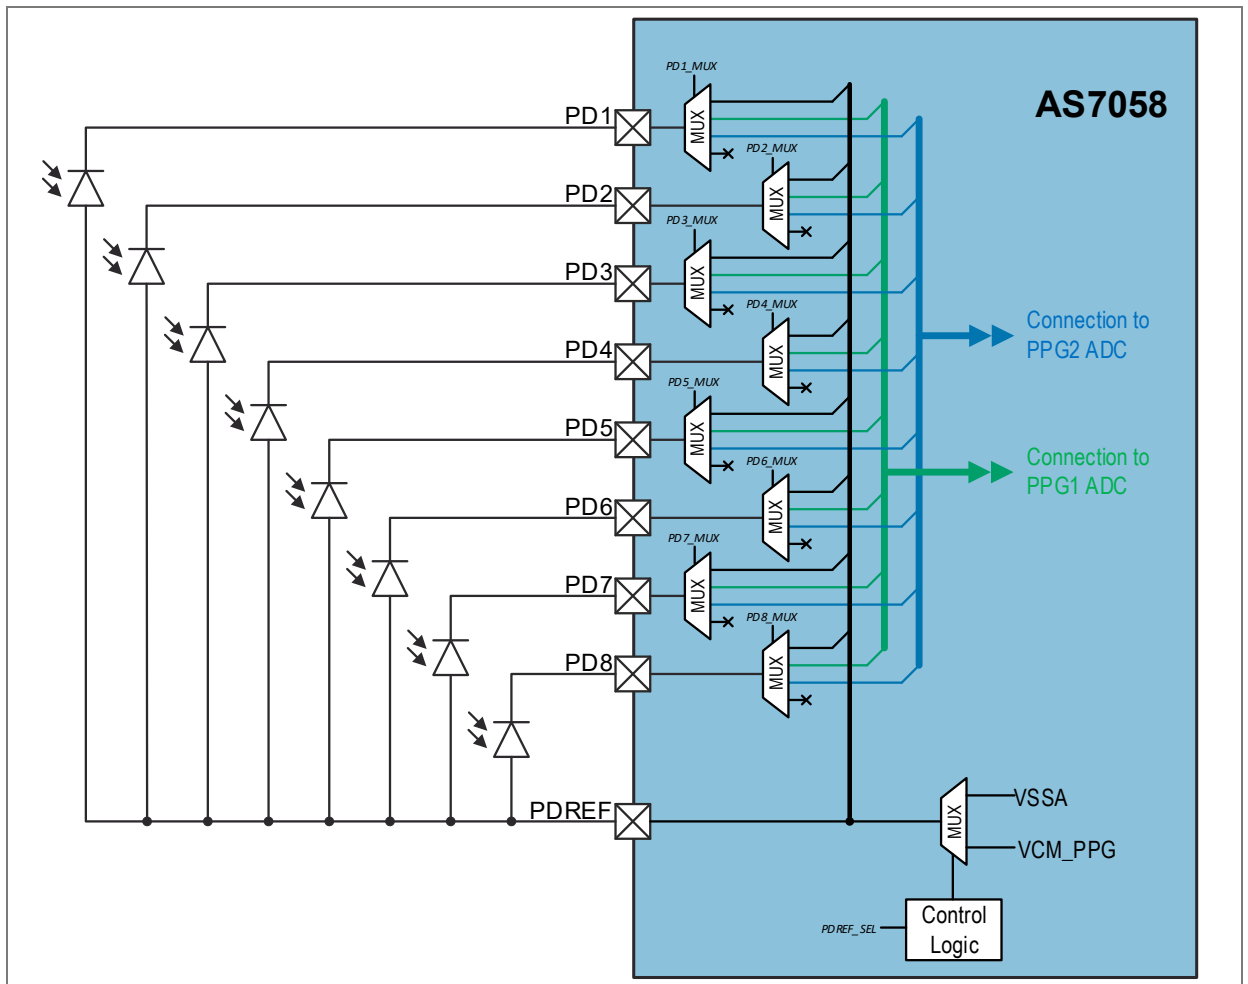 AS7058
PD1_MUX
PD1
MUX
PD2_MUX
PD2
MUX
PD3_MUX
PD3
MUX
PD4_MUX
PD4
MUX
Connection to
PPG2 ADC
PD5_MUX
PD5
MUX
PD6_MUX
PD6
MUX
Connection to
PPG1 ADC
PD7_MUX
PD7
MUX
PD8_MUX
PD8
MUX
PDREF
MUX
VSSA
VCM_PPG
PDREF_SEL
Control
Logic